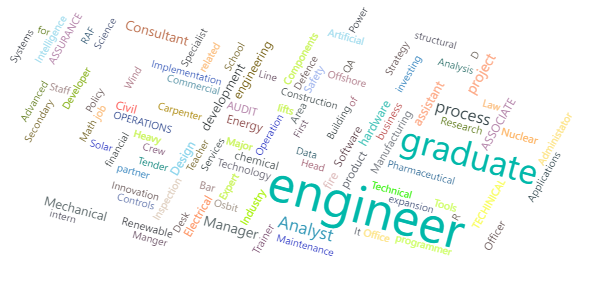 Systems
for
Intelligence
ASSURANCE
RAF
Science
Consultant
Specialist
related
School
engineering
Components
Defence
Safety
Artificial
Power
Offshore
QA
Strategy
structural
investing
Analysis
D
project
Advanced
Staff
Secondary
Developer
Policy
Wind
Implementation
Commercial
development
Line
Construction
Area
First
Building of
hardware
business
Manufacturing
assistant
process
Law
ASSOCIATE
Research
Nuclear
Administrator
Math
job
Civil
OPERATIONS
Carpenter
AUDIT
Energy
lifts
Operation
Solar
financial
Heavy
Crew
Tender
partner
Design
Teacher
Services
Major
chemical
Technology
Data
Head
fire
Software
product
graduate
Pharmaceutical
Applications
Innovation
Controls
inspection
Bar
Expert
Osbit
Industry
engineer
Technical
expansion
Tools
R
TECHNICAL
Mechanical
intern
Renewable
Manger
Desk
Electrical
Manager
Trainer
Analyst
Maintenance
It
Office
programmer
Officer